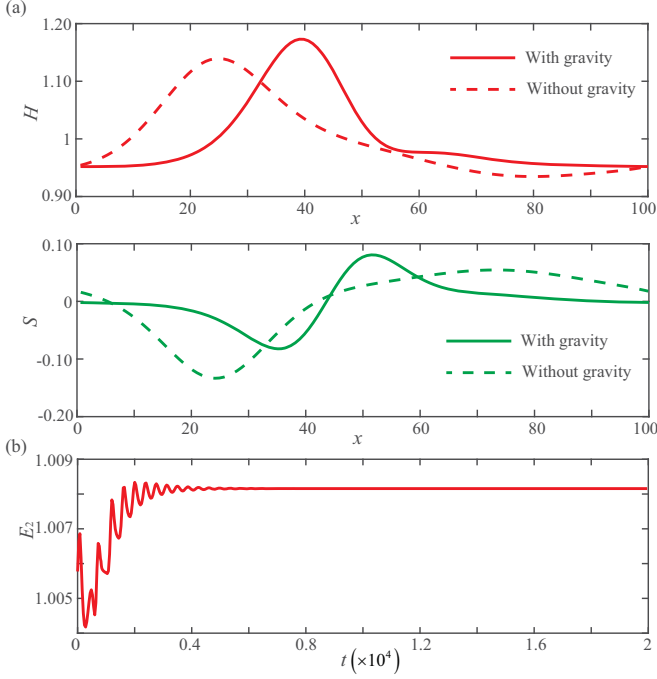 (a)
1.20
1.10
1
0.90
H
With gravity
Without gravity
0 20 40 60 80 100
x
0.10
0
-0.10
-0.20
S
With gravity
Without gravity
0 20 40 60 80 100
x
(b)
1.009
1.007
1.005
E₂
0 0.4 0.8 1.2 1.6 2
t (×10⁴)